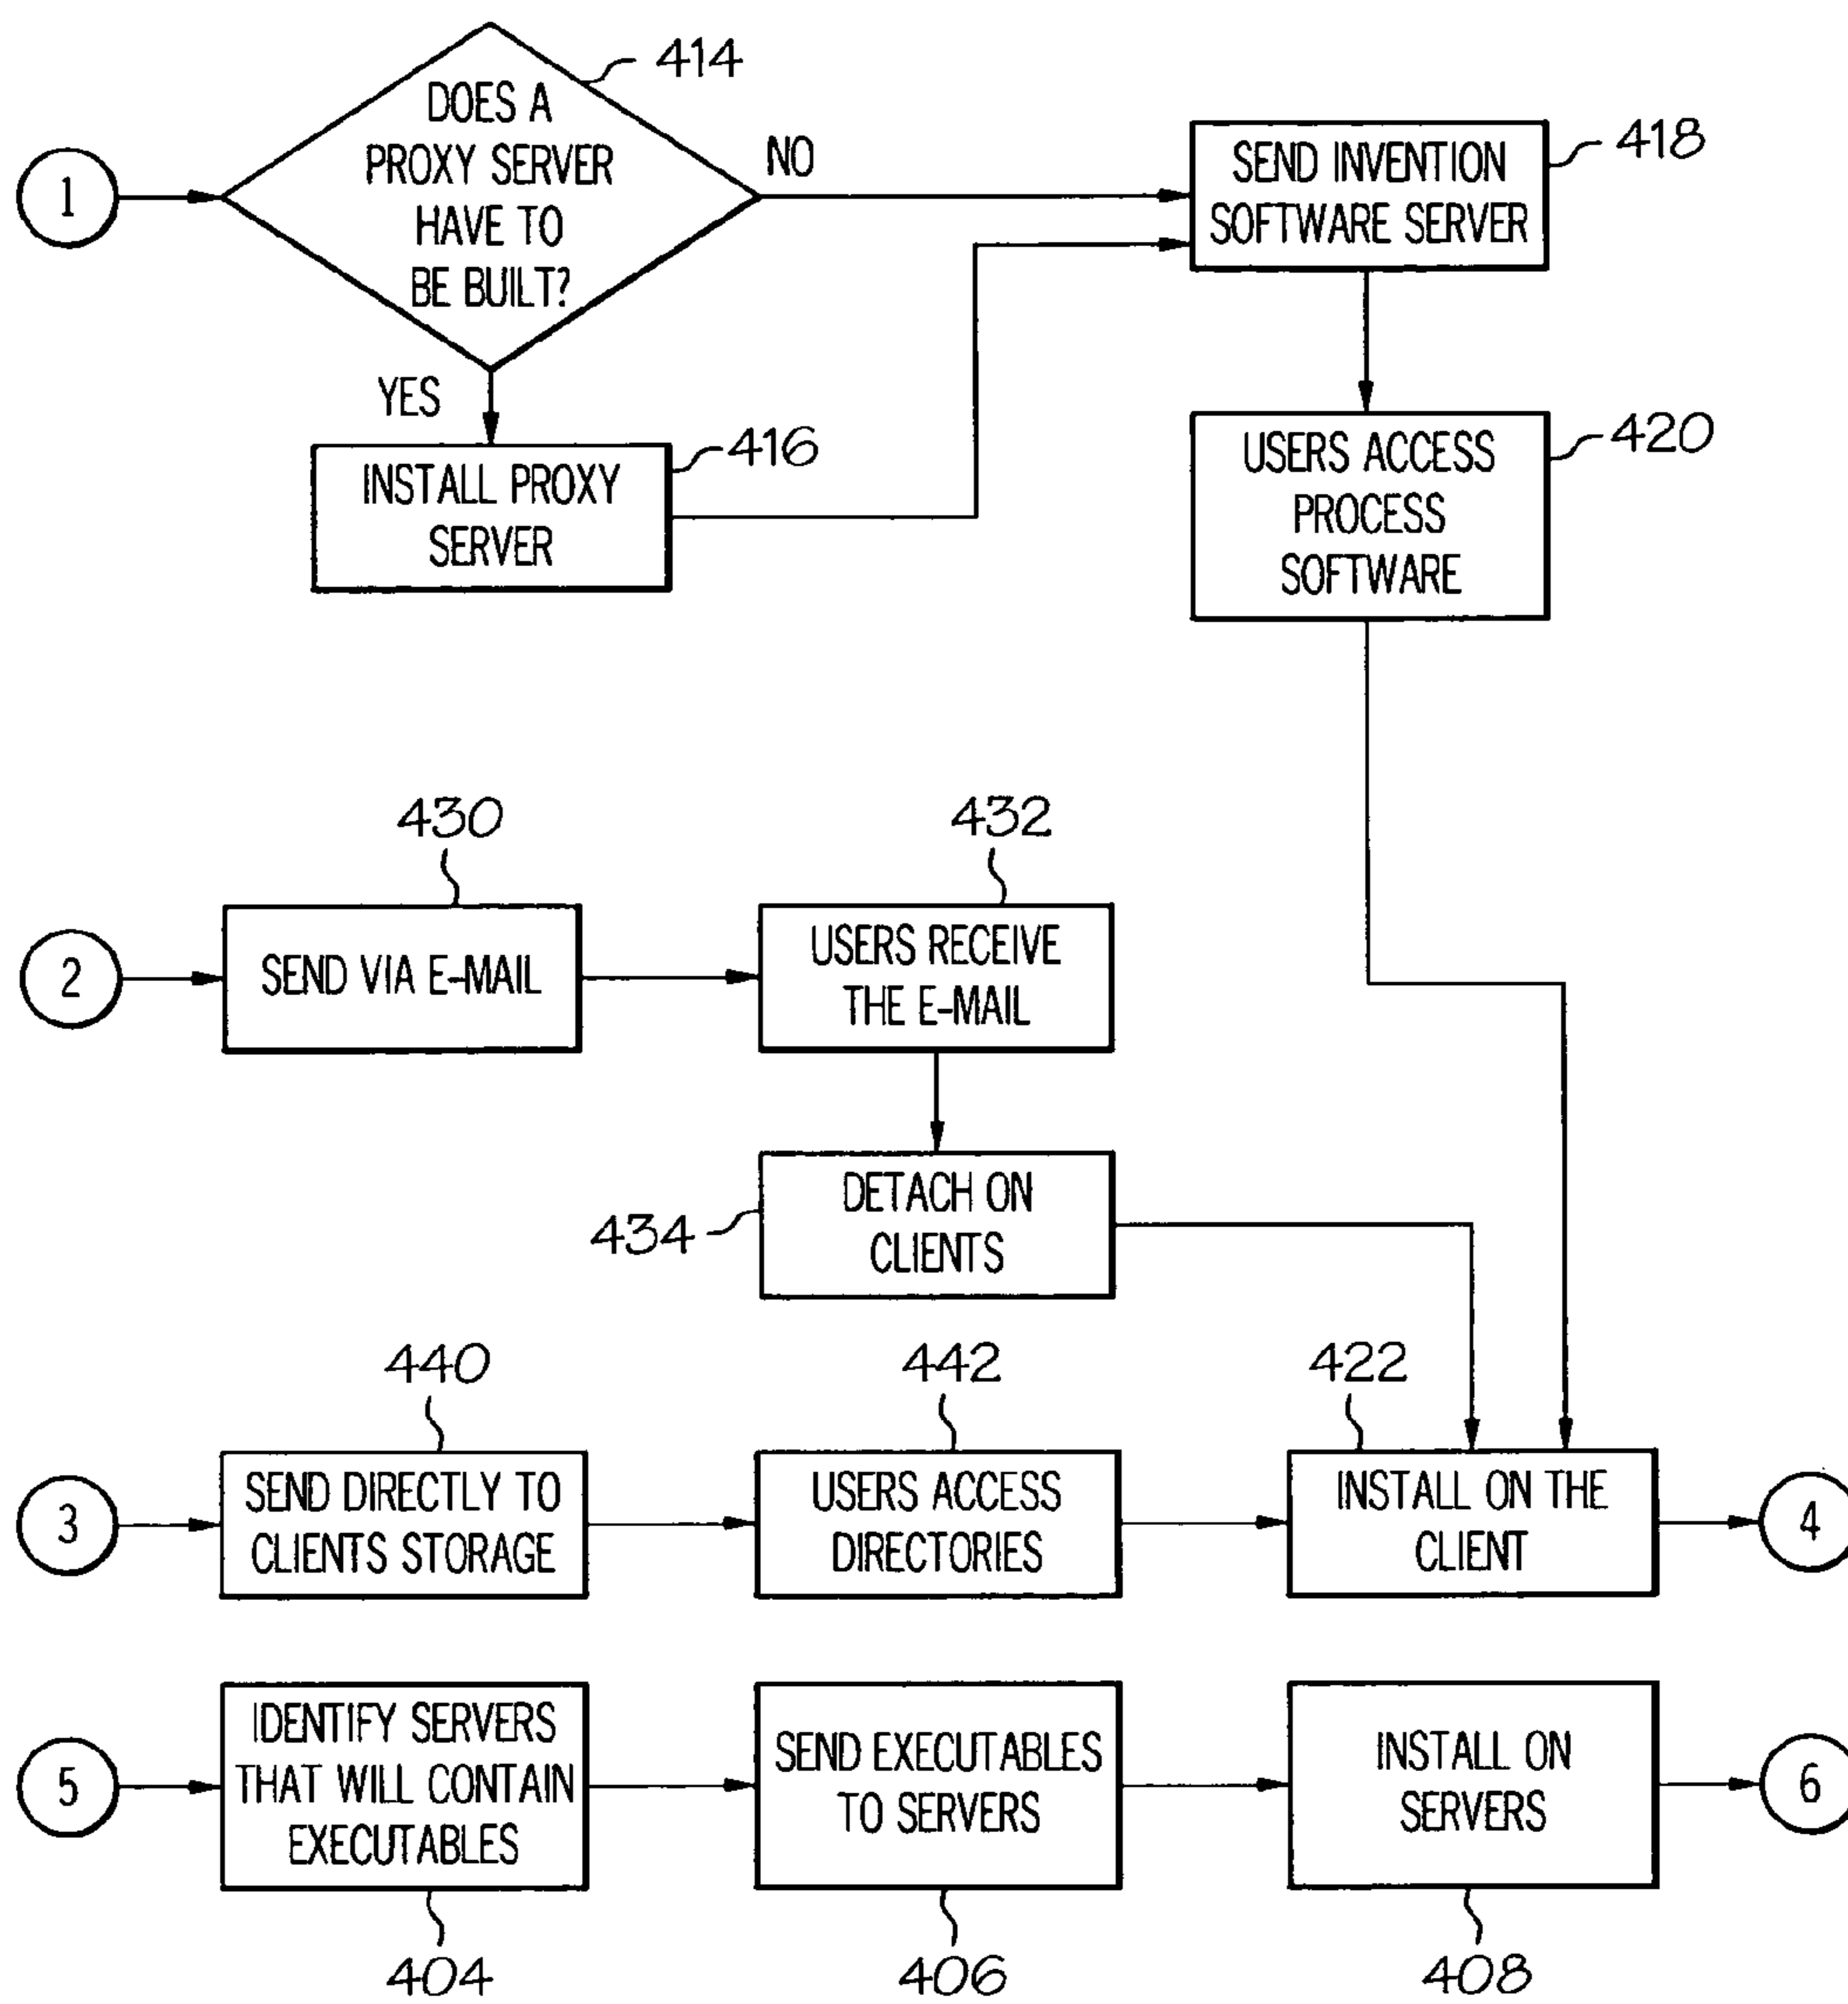 414
DOES A
PROXY SERVER
HAVE TO
BE BUILT?
1
NO
YES
418
SEND INVENTION
SOFTWARE SERVER
416
INSTALL PROXY
SERVER
420
USERS ACCESS
PROCESS
SOFTWARE
430
432
2
SEND VIA E-MAIL
USERS RECEIVE
THE E-MAIL
434
DETACH ON
CLIENTS
440
442
422
3
SEND DIRECTLY TO
CLIENTS STORAGE
USERS ACCESS
DIRECTORIES
INSTALL ON THE
CLIENT
4
5
IDENTIFY SERVERS
THAT WILL CONTAIN
EXECUTABLES
SEND EXECUTABLES
TO SERVERS
INSTALL ON
SERVERS
6
404
406
408